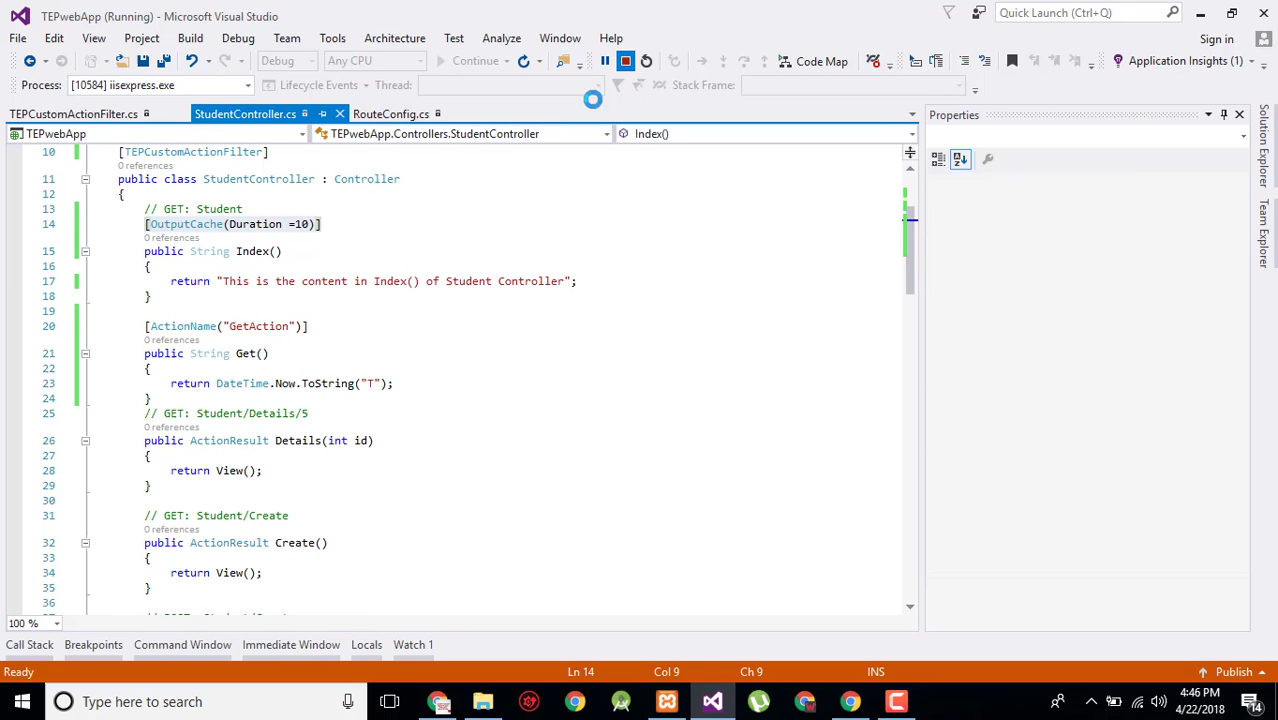 TEPwebApp (Running) - Microsoft Visual Studio
Quick Launch (Ctrl+Q)
File Edit View Project Build Debug Team Tools Architecture Test Analyze Window Help
Sign in
Debug Any CPU Continue Code Map Application Insights (1)
Process: [10584] iisexpress.exe Lifecycle Events Thread: Stack Frame:
TEPCustomActionFilter.cs StudentController.cs RouteConfig.cs
Properties
TEPwebApp TEPwebApp.Controllers.StudentController Index()
10 [TEPCustomActionFilter]
0 references
11 public class StudentController : Controller
12 {
13 // GET: Student
14 [OutputCache(Duration =10)]
0 references
15 public String Index()
16 {
17 return "This is the content in Index() of Student Controller";
18 }
19
20 [ActionName("GetAction")]
0 references
21 public String Get()
22 {
23 return DateTime.Now.ToString("T");
24 }
25 // GET: Student/Details/5
0 references
26 public ActionResult Details(int id)
27 {
28 return View();
29 }
30
31 // GET: Student/Create
0 references
32 public ActionResult Create()
33 {
34 return View();
35 }
36
Solution Explorer
Team Explorer
100 %
Call Stack Breakpoints Command Window Immediate Window Locals Watch 1
Ready Ln 14 Col 9 Ch 9 INS Publish
Type here to search
4:46 PM
4/22/2018
14